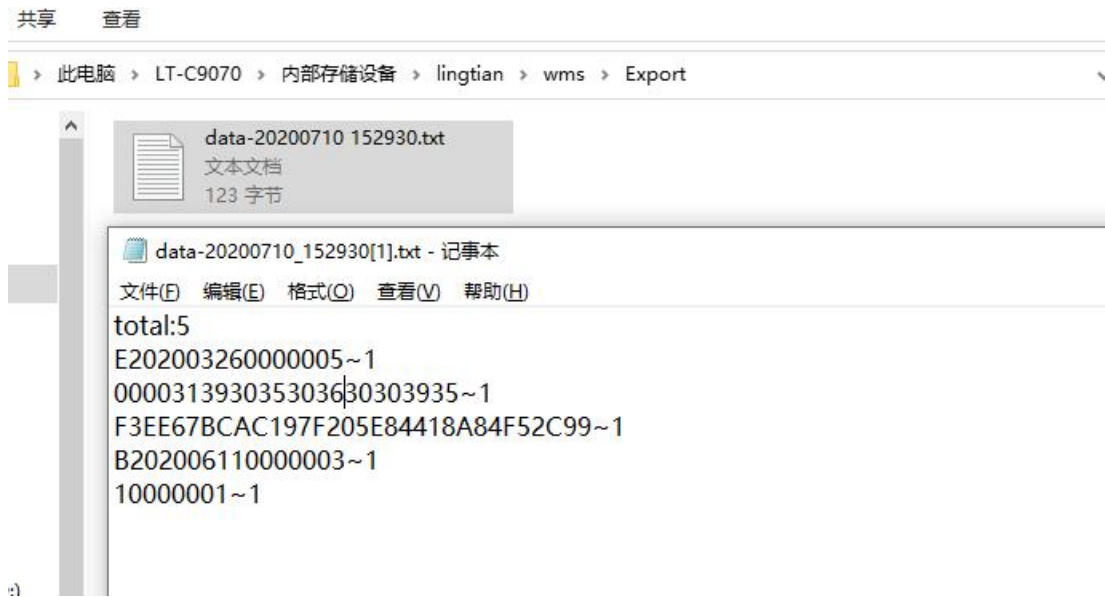 共享 查看
此电脑 > LT-C9070 > 内部存储设备 > lingtian > wms > Export
data-20200710 152930.txt
文本文档
123 字节
data-20200710_152930[1].txt - 记事本
文件(F) 编辑(E) 格式(O) 查看(V) 帮助(H)
total:5
E202003260000005~1
000031393035303630303935~1
F3EE67BCAC197F205E84418A84F52C99~1
B202006110000003~1
10000001~1
:)